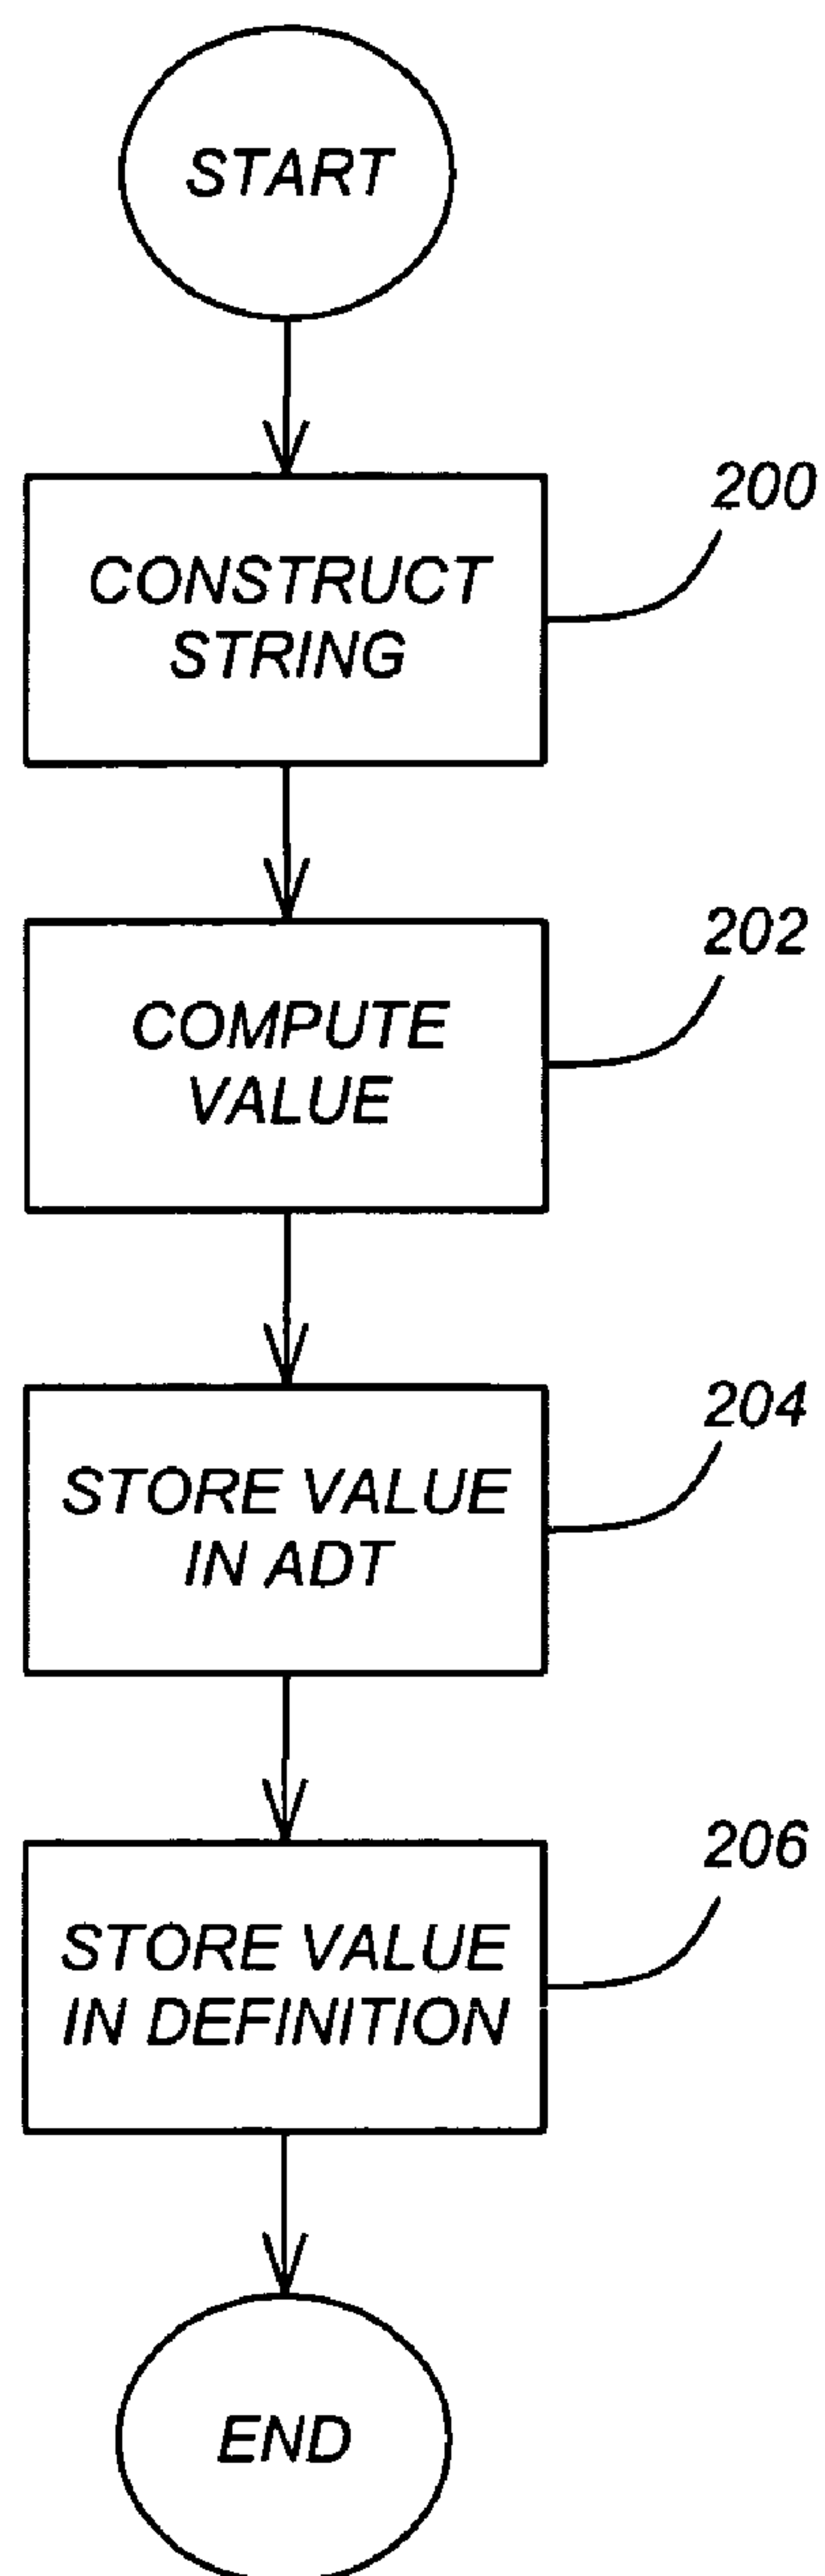 START
200
CONSTRUCT
STRING
202
COMPUTE
VALUE
204
STORE VALUE
IN ADT
206
STORE VALUE
IN DEFINITION
END